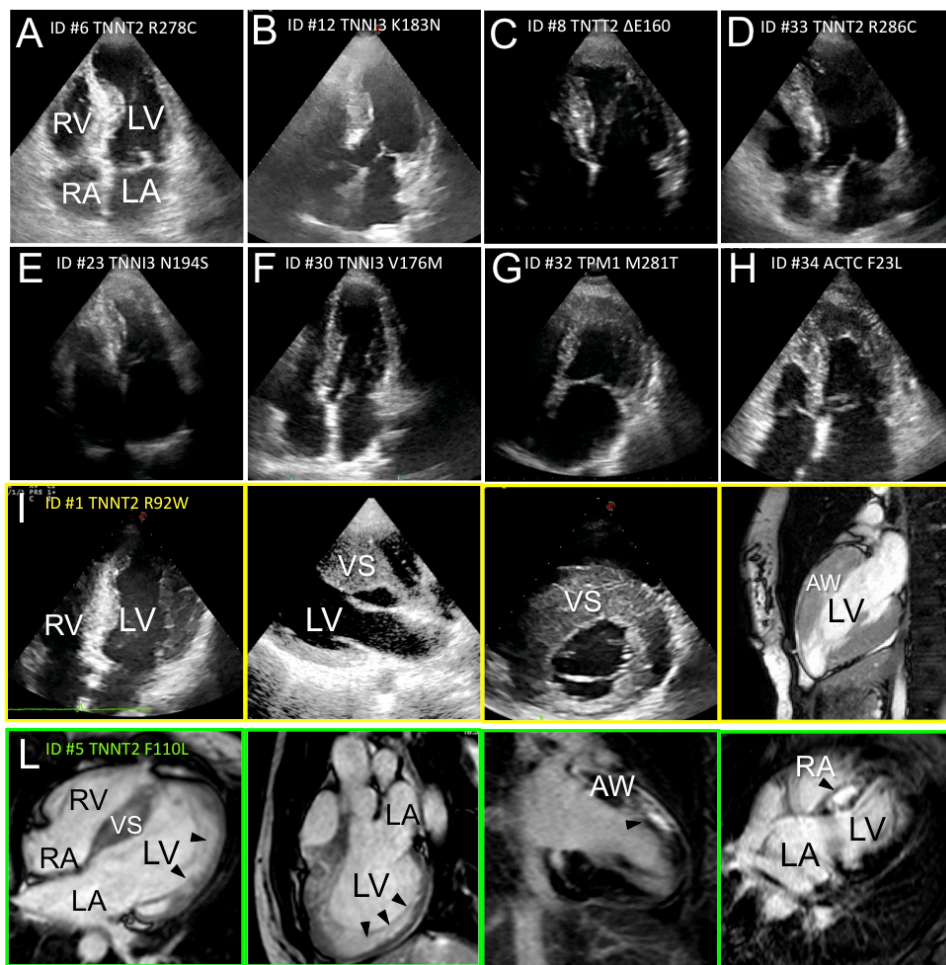 A ID #6 TNNT2 R278C
RV LV
RA LA
B ID #12 TNNI3 K183N
C ID #8 TNTT2 ΔE160
D ID #33 TNNT2 R286C
E ID #23 TNNI3 N194S
F ID #30 TNNI3 V176M
G ID #32 TPM1 M281T
H ID #34 ACTC F23L
I ID #1 TNNT2 R92W
RV LV
VS
LV
VS
AW
LV
L ID #5 TNNT2 F110L
RV
VS
LV
RA
LA
LA
LV
AW
RA
LV
LA